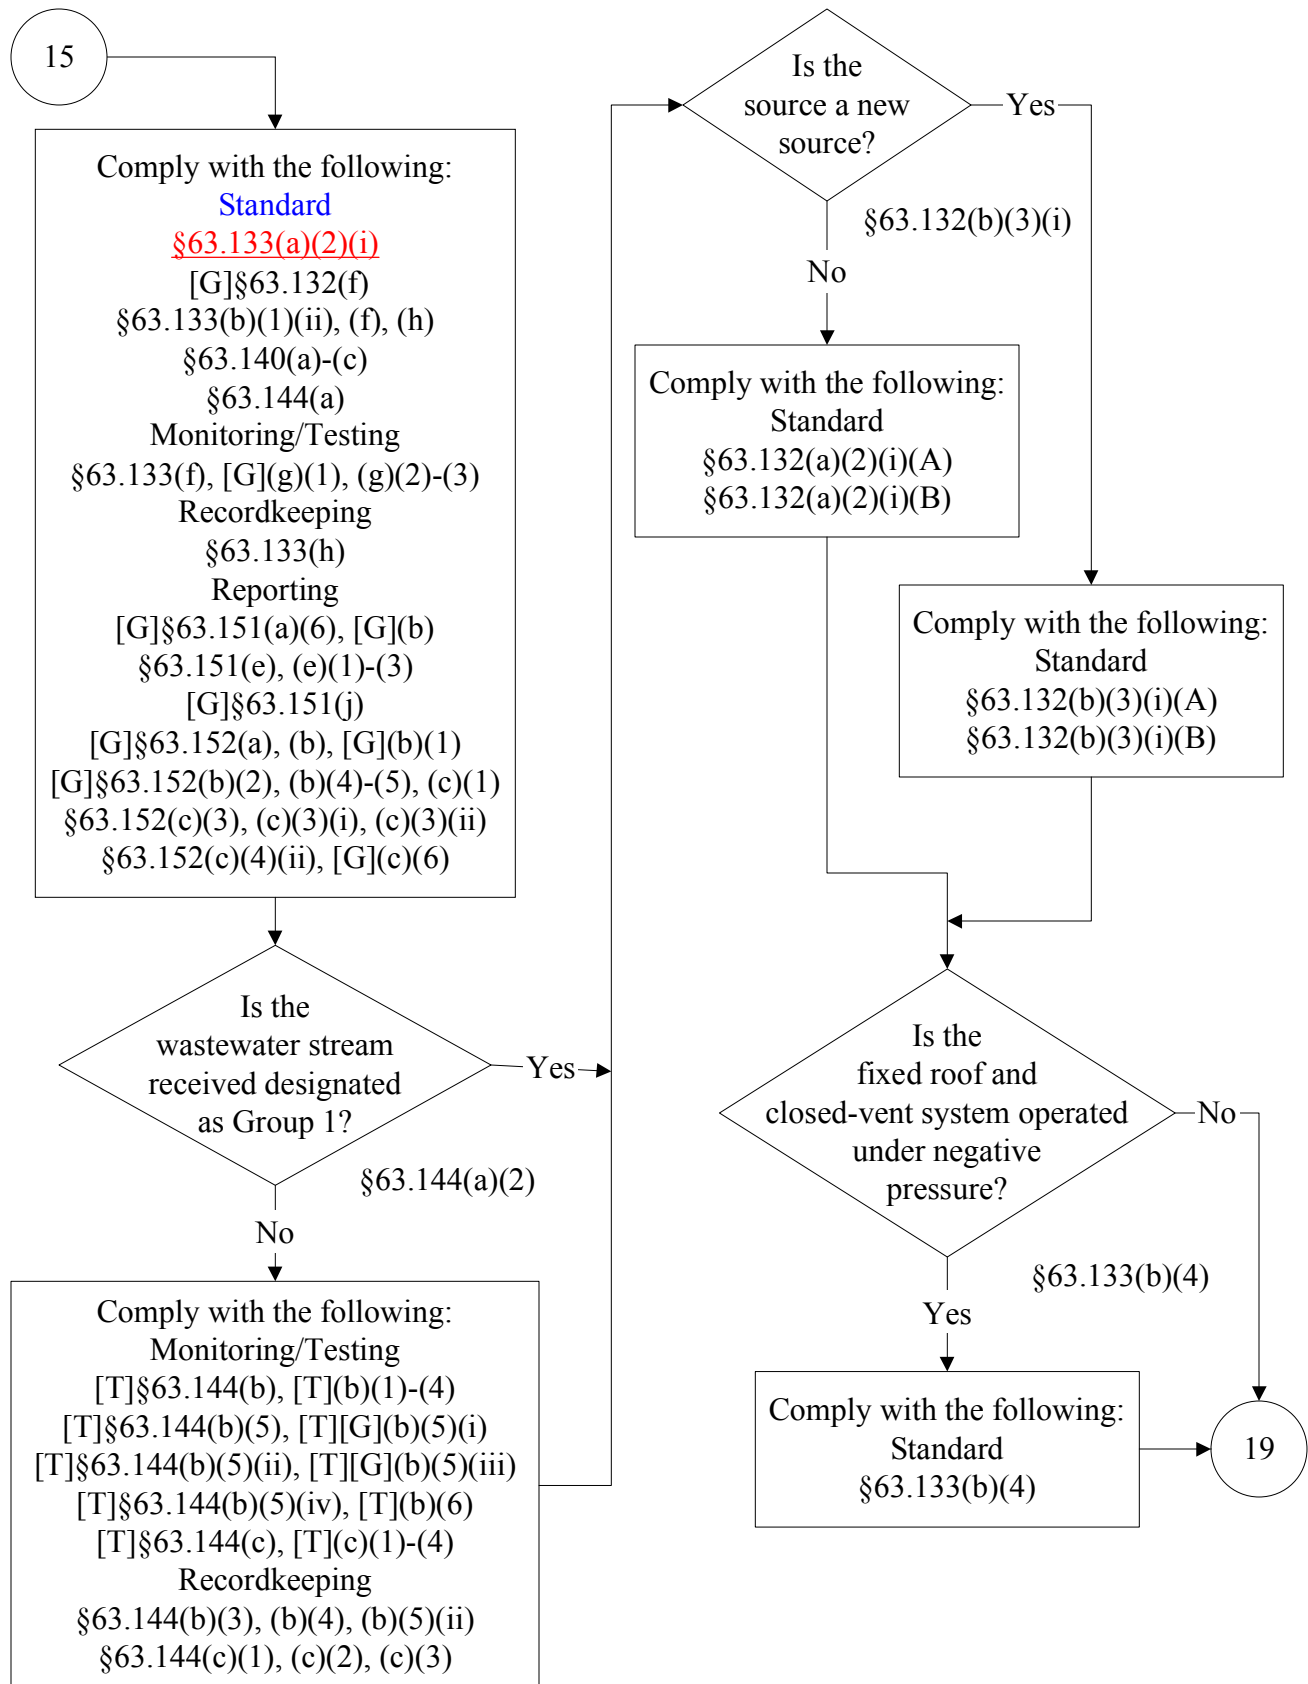 15
Comply with the following:
Standard
§63.133(a)(2)(i)
[G]§63.132(f)
§63.133(b)(1)(ii), (f), (h)
§63.140(a)-(c)
§63.144(a)
Monitoring/Testing
§63.133(f), [G](g)(1), (g)(2)-(3)
Recordkeeping
§63.133(h)
Reporting
[G]§63.151(a)(6), [G](b)
§63.151(e), (e)(1)-(3)
[G]§63.151(j)
[G]§63.152(a), (b), [G](b)(1)
[G]§63.152(b)(2), (b)(4)-(5), (c)(1)
§63.152(c)(3), (c)(3)(i), (c)(3)(ii)
§63.152(c)(4)(ii), [G](c)(6)
Is the
wastewater stream
received designated
as Group 1?
Yes
§63.144(a)(2)
No
Comply with the following:
Monitoring/Testing
[T]§63.144(b), [T](b)(1)-(4)
[T]§63.144(b)(5), [T][G](b)(5)(i)
[T]§63.144(b)(5)(ii), [T][G](b)(5)(iii)
[T]§63.144(b)(5)(iv), [T](b)(6)
[T]§63.144(c), [T](c)(1)-(4)
Recordkeeping
§63.144(b)(3), (b)(4), (b)(5)(ii)
§63.144(c)(1), (c)(2), (c)(3)
Is the
source a new
source?
Yes
§63.132(b)(3)(i)
No
Comply with the following:
Standard
§63.132(a)(2)(i)(A)
§63.132(a)(2)(i)(B)
Comply with the following:
Standard
§63.132(b)(3)(i)(A)
§63.132(b)(3)(i)(B)
Is the
fixed roof and
closed-vent system operated
under negative
pressure?
No
§63.133(b)(4)
Yes
Comply with the following:
Standard
§63.133(b)(4)
19